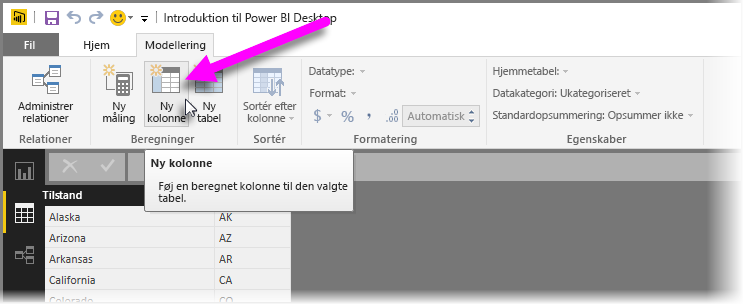 Introduktion til Power BI Desktop
Fil Hjem Modellering
Administrer relationer
Ny måling
Ny kolonne
Ny tabel
Sortér efter kolonne
Datatype:
Format:
$ % , .00 Automatisk
Hjemmetabel:
Datakategori: Ukategoriseret
Standardopsummering: Opsummer ikke
Relationer Beregninger Sortér Formatering Egenskaber
Ny kolonne
Føj en beregnet kolonne til den valgte
tabel.
Tilstand
Alaska AK
Arizona AZ
Arkansas AR
California CA
Colorado CO